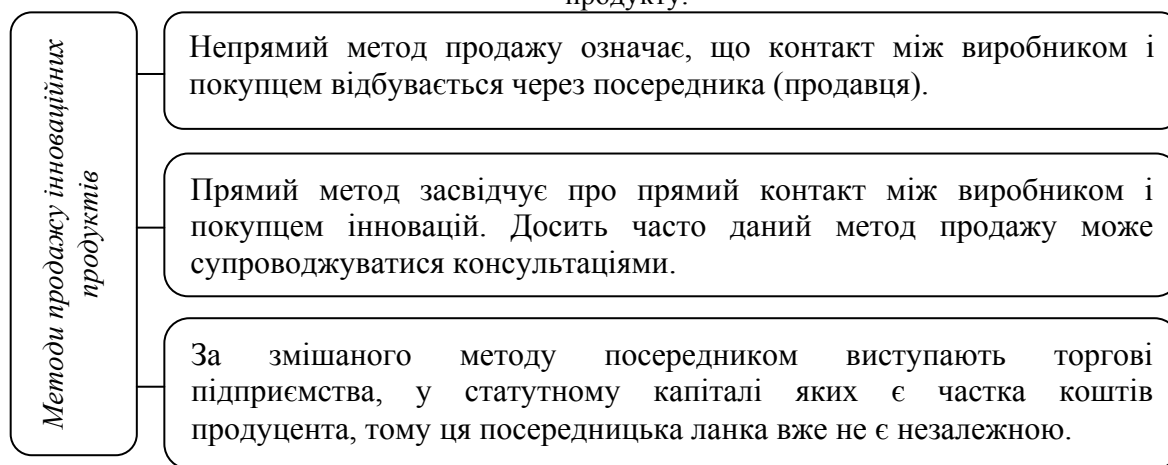 продукту.
Методи продажу інноваційних
продуктів
Непрямий метод продажу означає, що контакт між виробником і
покупцем відбувається через посередника (продавця).
Прямий метод засвідчує про прямий контакт між виробником і
покупцем інновацій. Досить часто даний метод продажу може
супроводжуватися консультаціями.
За змішаного методу посередником виступають торгові
підприємства, у статутному капіталі яких є частка коштів
продуцента, тому ця посередницька ланка вже не є незалежною.